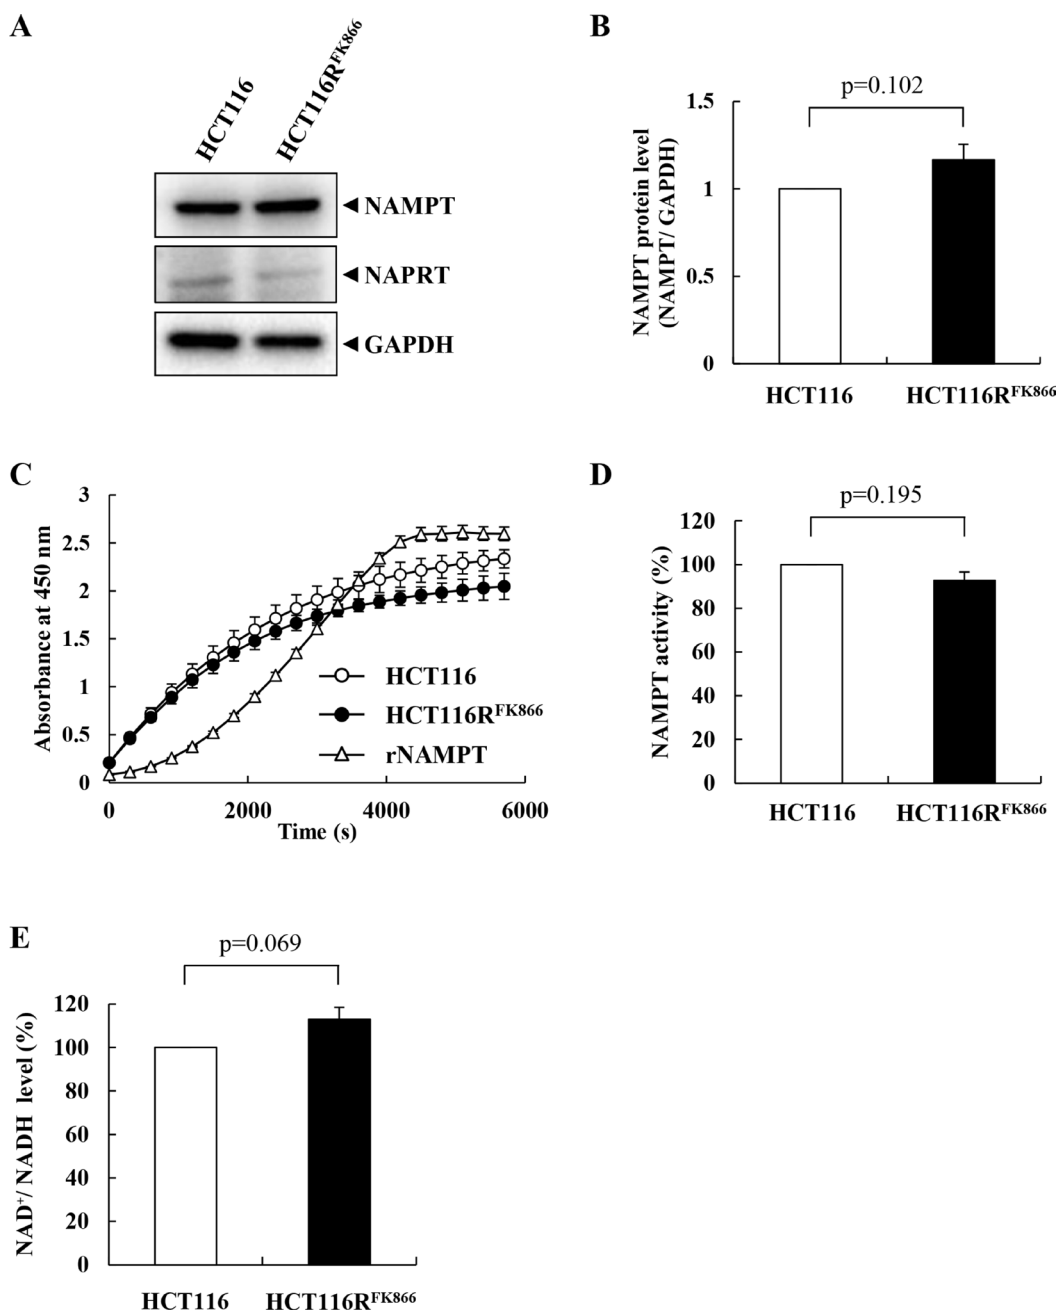 A
HCT116
HCT116R^FK866
NAMPT
NAPRT
GAPDH
B
p=0.102
NAMPT protein level
(NAMPT/ GAPDH)
1.5
1
0.5
0
HCT116
HCT116R^FK866
C
Absorbance at 450 nm
3
2.5
2
1.5
1
0.5
0
HCT116
HCT116R^FK866
rNAMPT
0
2000
4000
6000
Time (s)
D
p=0.195
NAMPT activity (%)
120
100
80
60
40
20
0
HCT116
HCT116R^FK866
E
p=0.069
NAD⁺/ NADH level (%)
120
100
80
60
40
20
0
HCT116
HCT116R^FK866